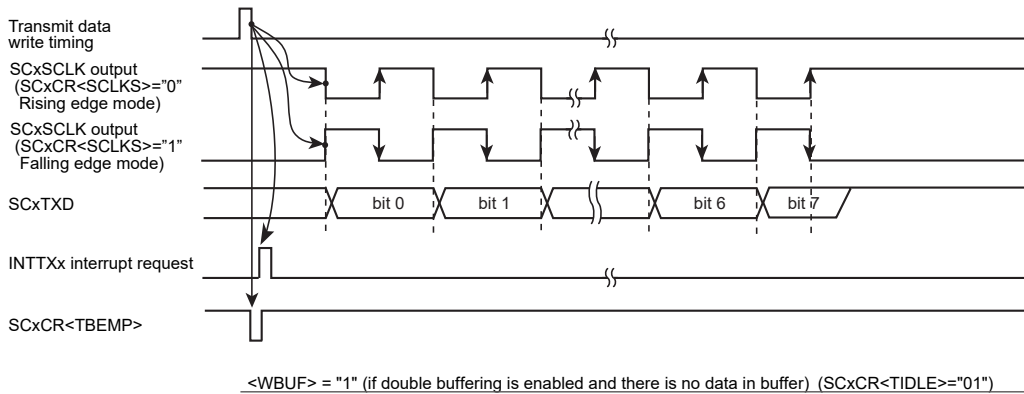 Transmit data
write timing
SCxSCLK output
(SCxCR<SCLKS>="0"
Rising edge mode)
SCxSCLK output
(SCxCR<SCLKS>="1"
Falling edge mode)
SCxTXD
bit 0
bit 1
bit 6
bit 7
INTTXx interrupt request
SCxCR<TBEMP>
<WBUF> = "1" (if double buffering is enabled and there is no data in buffer) (SCxCR<TIDLE>="01")